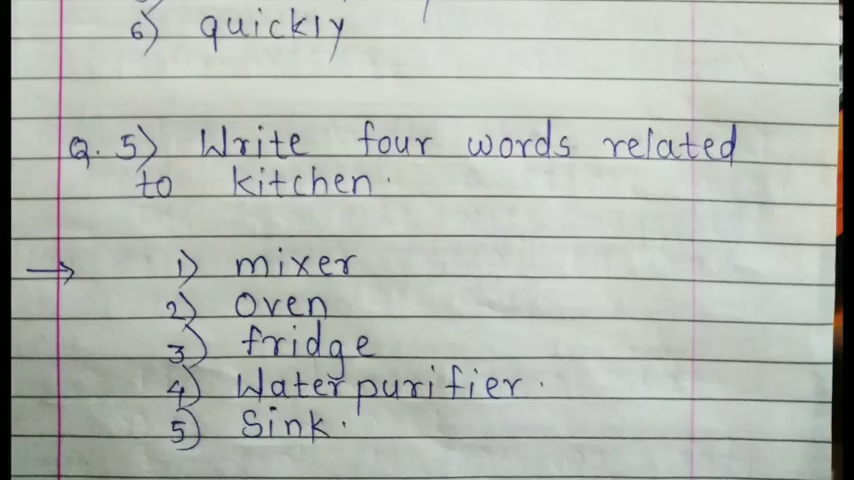 6) quickly
Q. 5) Write four words related
to kitchen.
→ 1) mixer
2) oven
3) fridge
4) Water purifier.
5) Sink.